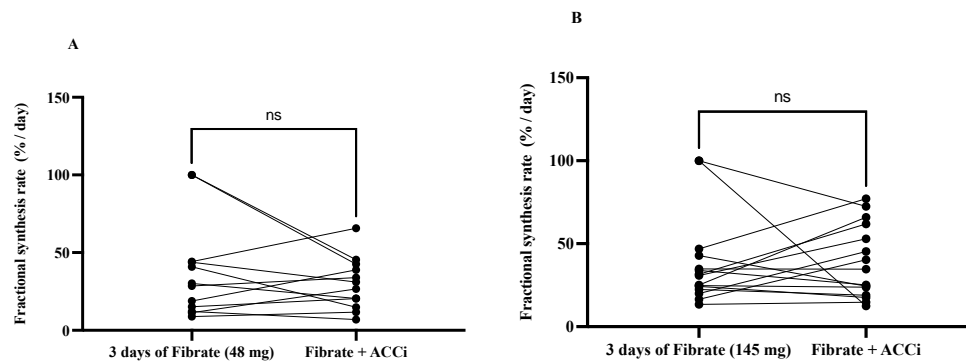 A
Fractional synthesis rate (% / day)
150
100
50
0
ns
3 days of Fibrate (48 mg)
Fibrate + ACCi
B
Fractional synthesis rate (% / day)
150
100
50
0
ns
3 days of Fibrate (145 mg)
Fibrate + ACCi